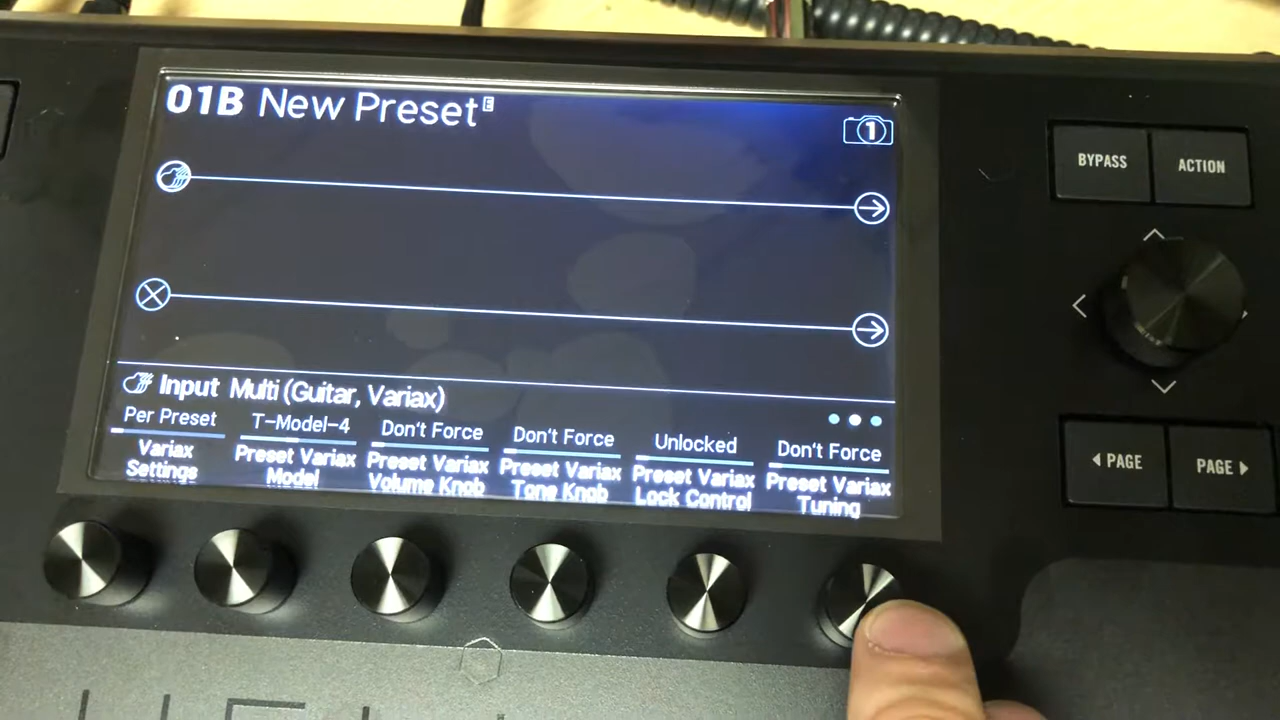 01B New Preset E
1
Input Multi (Guitar, Variax)
Per Preset T-Model-4 Don't Force Don't Force Unlocked Don't Force
Variax Settings
Preset Variax Model
Preset Variax Volume Knob
Preset Variax Tone Knob
Preset Variax Lock Control
Preset Variax Tuning
BYPASS
ACTION
PAGE
PAGE